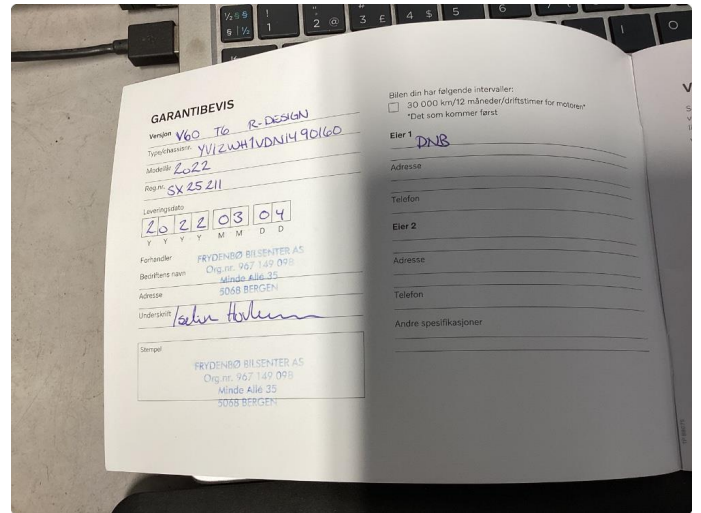 GARANTIBEVIS
Versjon V60 T6 R-DESIGN
Type/chassisnr. YV1ZWH1VDN1490160
Modellår 2022
Reg.nr. SX 25211
Leveringsdato
2022 03 04
Y Y Y Y M M D D
Forhandler
Bedriftens navn
Adresse
FRYDENBØ BILSENTER AS
Org.nr. 967 149 098
Minde Allé 35
5068 BERGEN
Underskrift
Stempel
FRYDENBØ BILSENTER AS
Org.nr. 967 149 098
Minde Allé 35
5068 BERGEN
Bilen din har følgende intervaller:
30 000 km/12 måneder/driftstimer for motoren*
*Det som kommer først
Eier 1 DNB
Adresse
Telefon
Eier 2
Adresse
Telefon
Andre spesifikasjoner